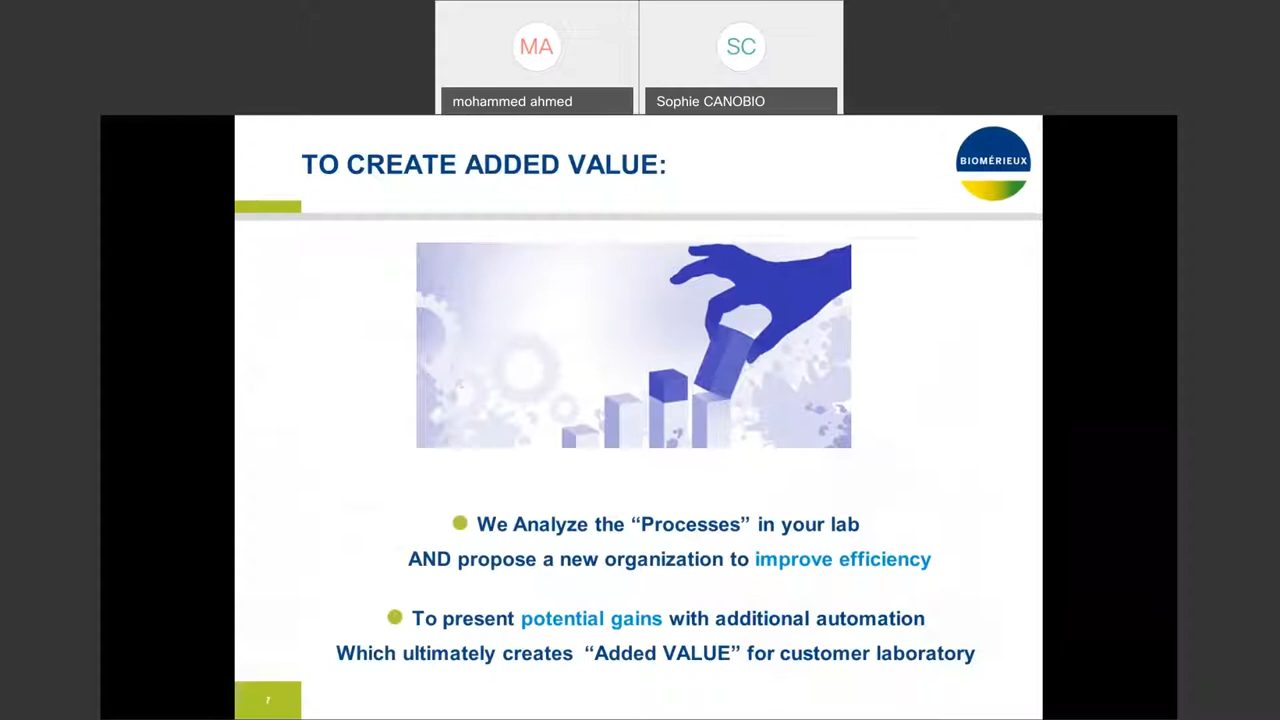 MA
SC
mohammed ahmed
Sophie CANOBIO
TO CREATE ADDED VALUE:
BIOMÉRIEUX
We Analyze the “Processes” in your lab
AND propose a new organization to improve efficiency
To present potential gains with additional automation
Which ultimately creates “Added VALUE” for customer laboratory
7